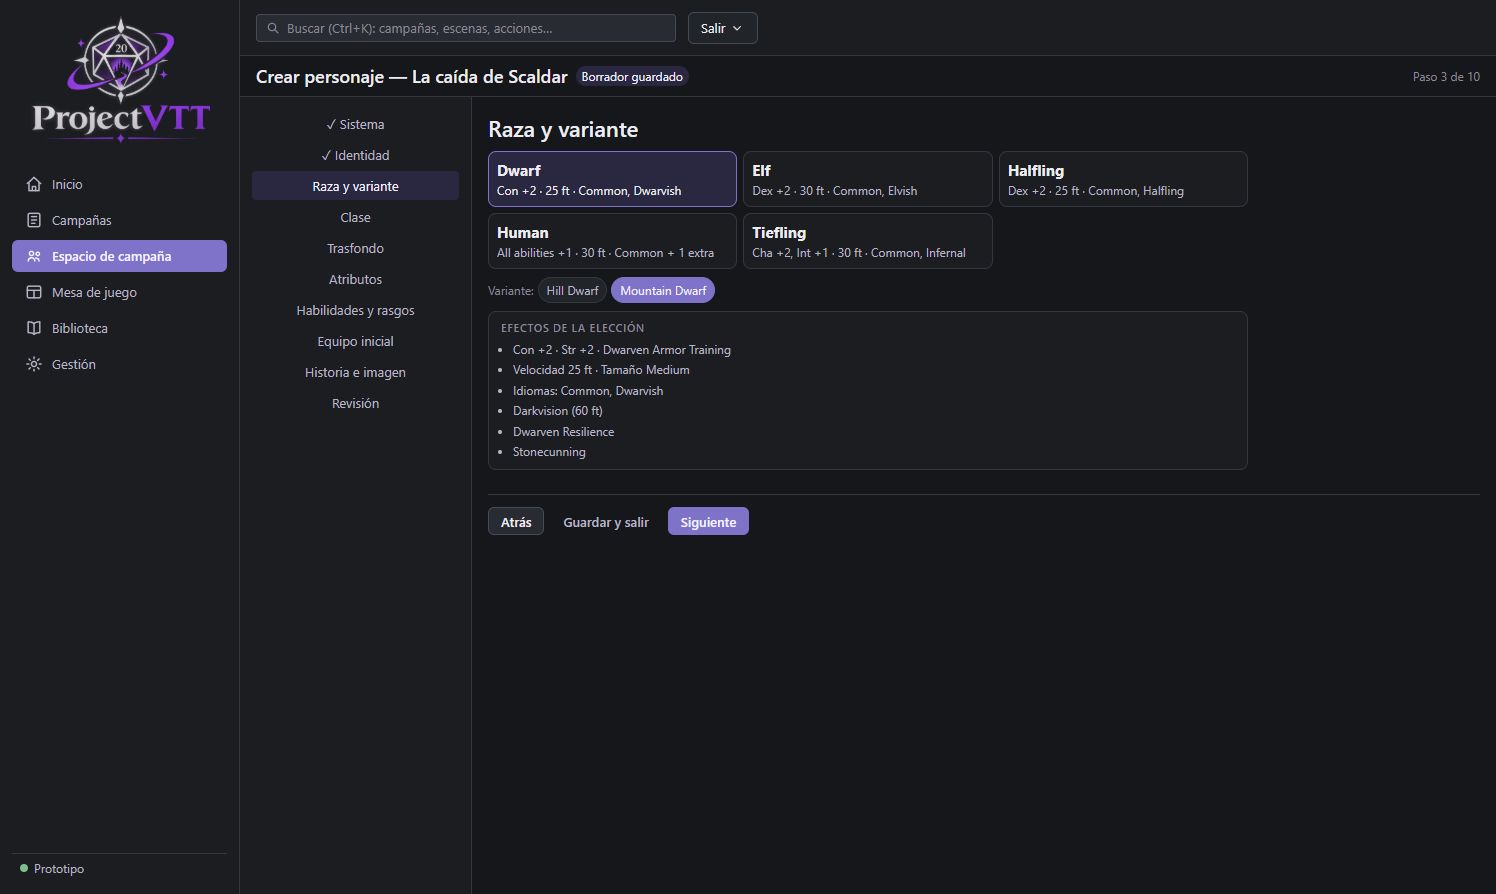 20
ProjectVTT
Inicio
Campañas
Espacio de campaña
Mesa de juego
Biblioteca
Gestión
Prototipo
Buscar (Ctrl+K): campañas, escenas, acciones...
Salir
Crear personaje — La caída de Scaldar
Borrador guardado
Paso 3 de 10
✓ Sistema
✓ Identidad
Raza y variante
Clase
Trasfondo
Atributos
Habilidades y rasgos
Equipo inicial
Historia e imagen
Revisión
Raza y variante
Dwarf
Con +2 · 25 ft · Common, Dwarvish
Elf
Dex +2 · 30 ft · Common, Elvish
Halfling
Dex +2 · 25 ft · Common, Halfling
Human
All abilities +1 · 30 ft · Common + 1 extra
Tiefling
Cha +2, Int +1 · 30 ft · Common, Infernal
Variante: Hill Dwarf Mountain Dwarf
EFECTOS DE LA ELECCIÓN
• Con +2 · Str +2 · Dwarven Armor Training
• Velocidad 25 ft · Tamaño Medium
• Idiomas: Common, Dwarvish
• Darkvision (60 ft)
• Dwarven Resilience
• Stonecunning
Atrás
Guardar y salir
Siguiente